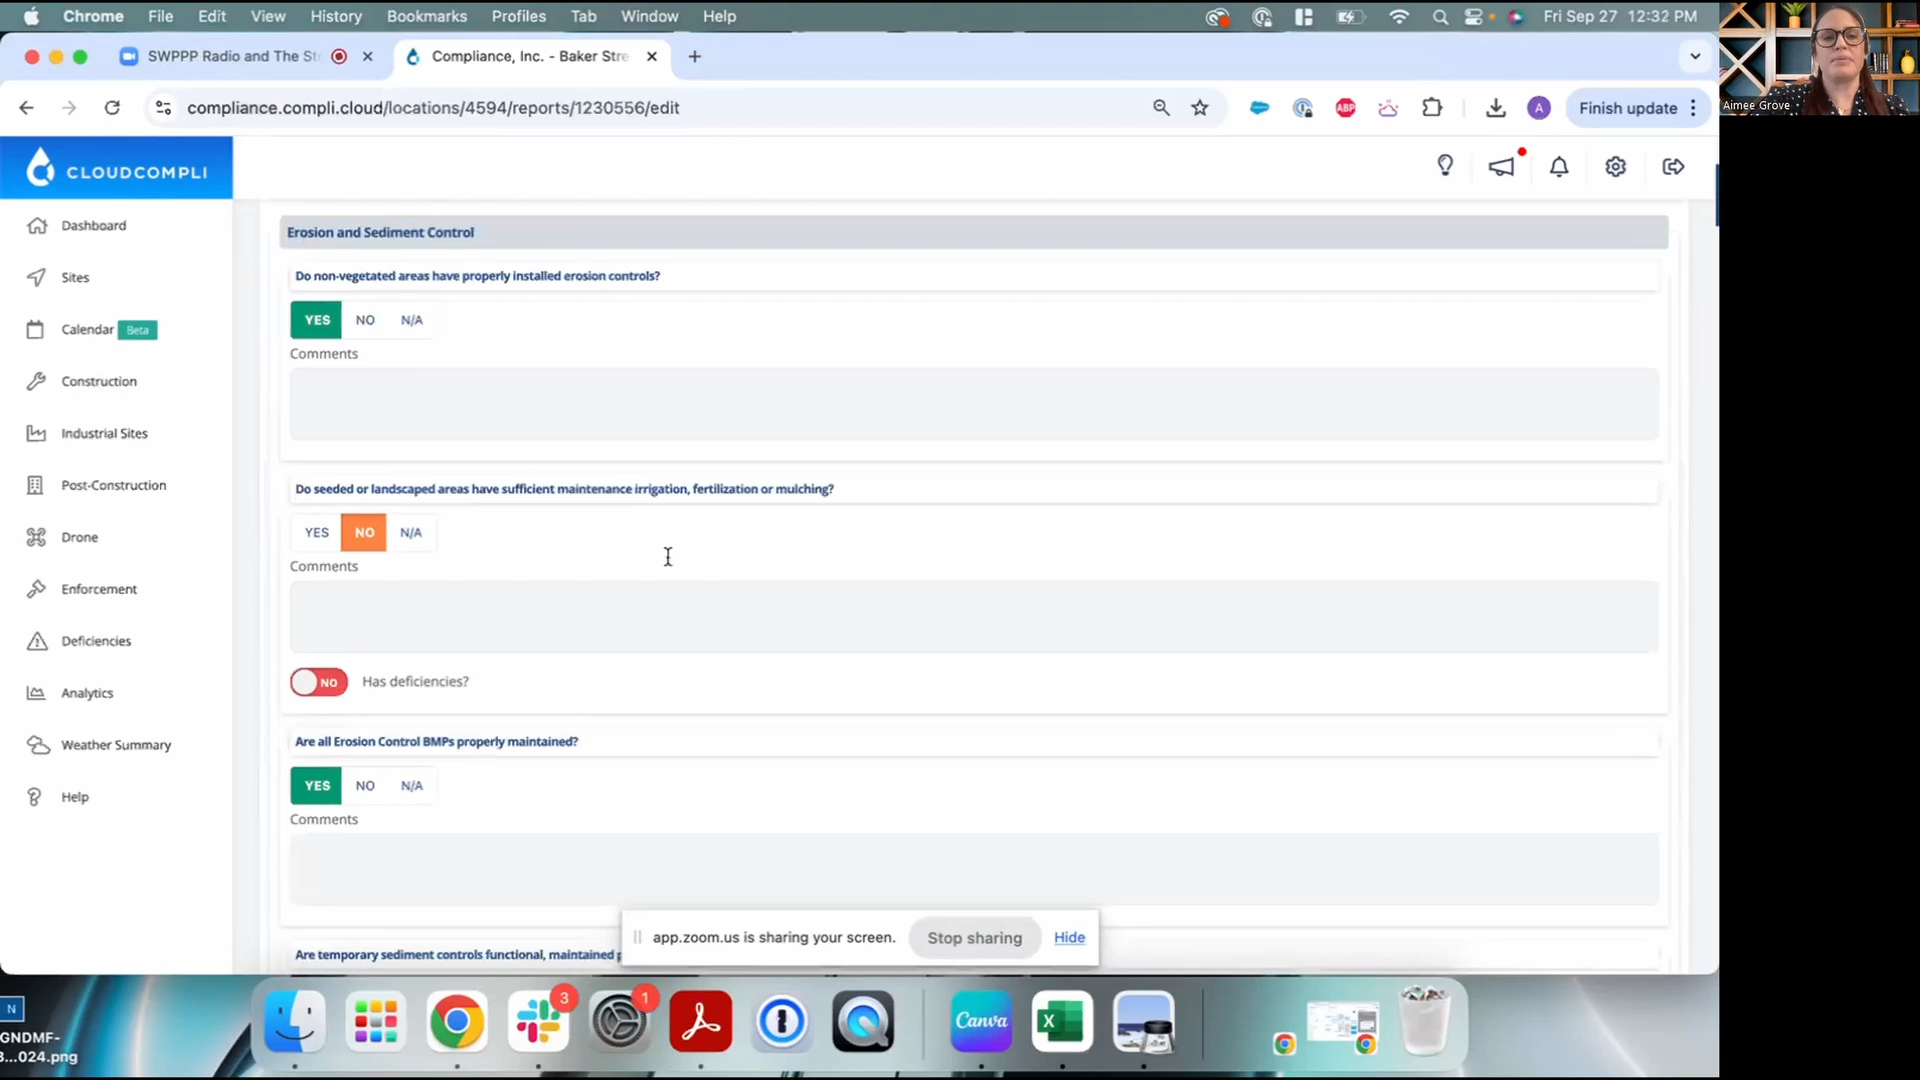 Chrome File Edit View History Bookmarks Profiles Tab Window Help Fri Sep 27 12:32 PM
SWPPP Radio and The St
Compliance, Inc. - Baker Stre
compliance.compli.cloud/locations/4594/reports/1230556/edit
ABP
A
Finish update
Aimee Grove
CLOUDCOMPLI
Dashboard
Sites
Calendar Beta
Construction
Industrial Sites
Post-Construction
Drone
Enforcement
Deficiencies
Analytics
Weather Summary
Help
Erosion and Sediment Control
Do non-vegetated areas have properly installed erosion controls?
YES NO N/A
Comments
Do seeded or landscaped areas have sufficient maintenance irrigation, fertilization or mulching?
YES NO N/A
Comments
NO Has deficiencies?
Are all Erosion Control BMPs properly maintained?
YES NO N/A
Comments
Are temporary sediment controls functional, maintained p
app.zoom.us is sharing your screen. Stop sharing Hide
N
GNDMF-
...024.png
3
1
Canva
X